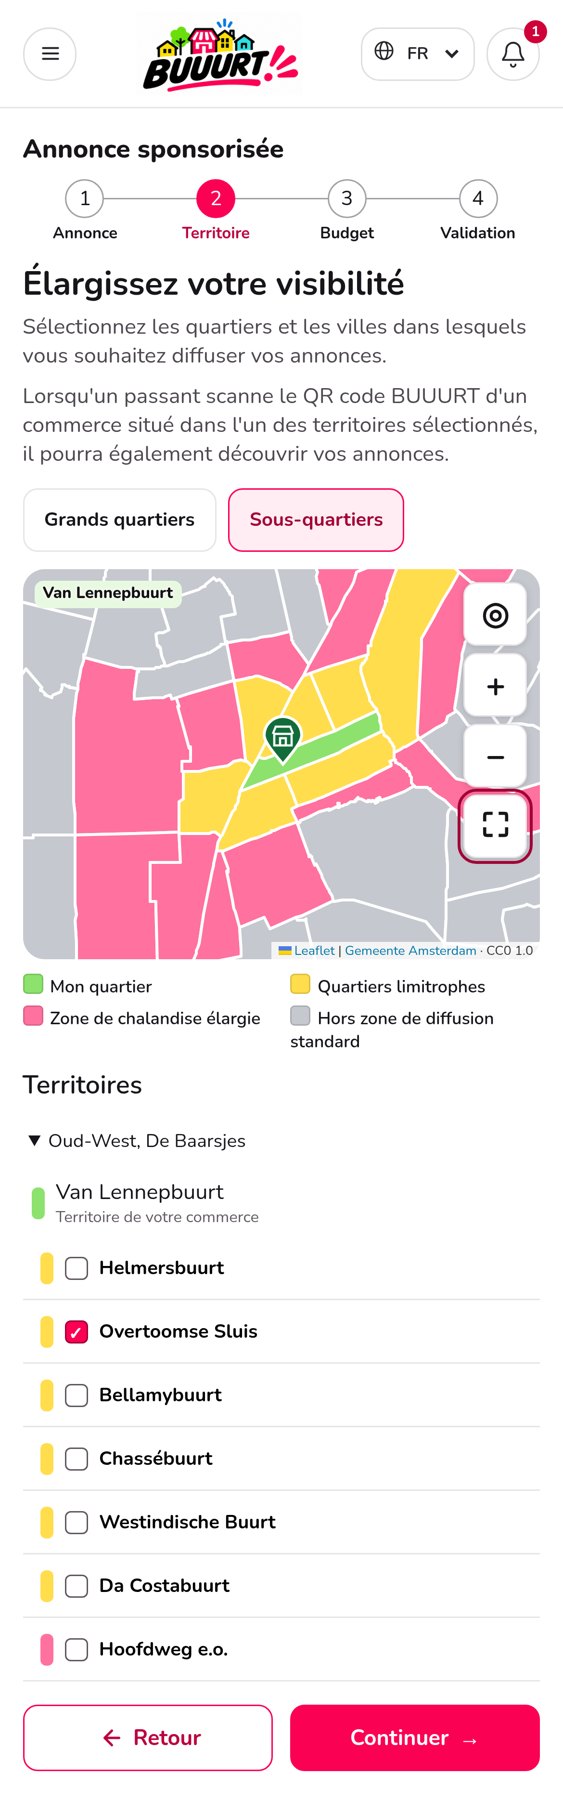 BUUURT!
FR
1
Annonce sponsorisée
1
2
3
4
Annonce
Territoire
Budget
Validation
Élargissez votre visibilité
Sélectionnez les quartiers et les villes dans lesquels
vous souhaitez diffuser vos annonces.
Lorsqu'un passant scanne le QR code BUUURT d'un
commerce situé dans l'un des territoires sélectionnés,
il pourra également découvrir vos annonces.
Grands quartiers
Sous-quartiers
Van Lennepbuurt
Leaflet | Gemeente Amsterdam · CC0 1.0
Mon quartier
Quartiers limitrophes
Zone de chalandise élargie
Hors zone de diffusion
standard
Territoires
▼ Oud-West, De Baarsjes
Van Lennepbuurt
Territoire de votre commerce
Helmersbuurt
Overtoomse Sluis
Bellamybuurt
Chassébuurt
Westindische Buurt
Da Costabuurt
Hoofdweg e.o.
← Retour
Continuer →